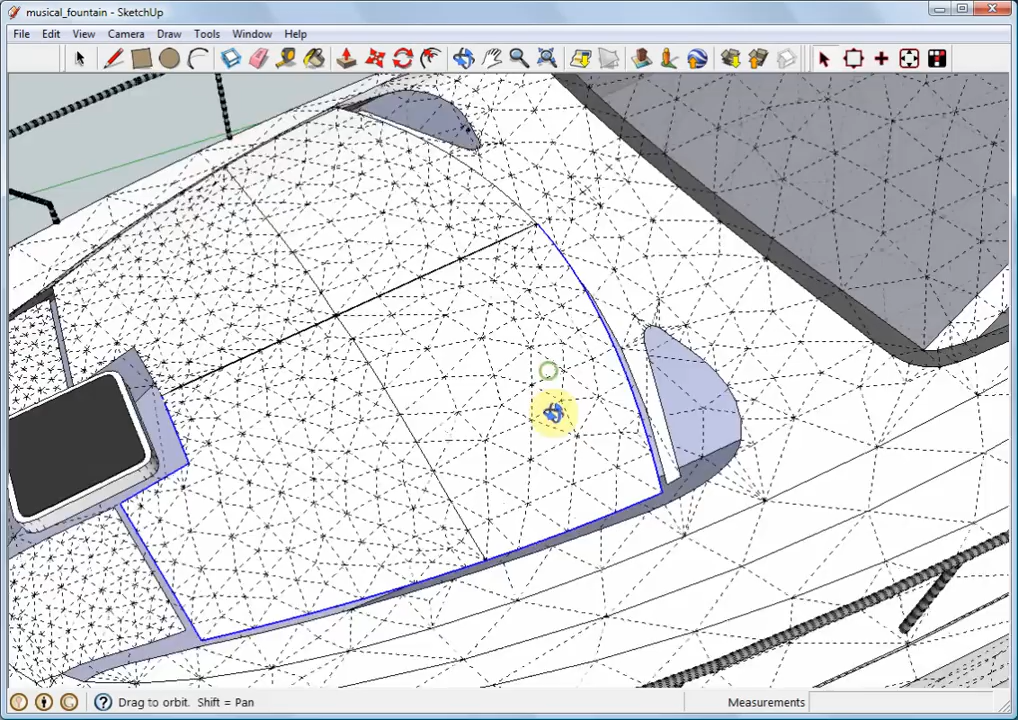 musical_fountain - SketchUp
File Edit View Camera Draw Tools Window Help
Drag to orbit. Shift = Pan
Measurements